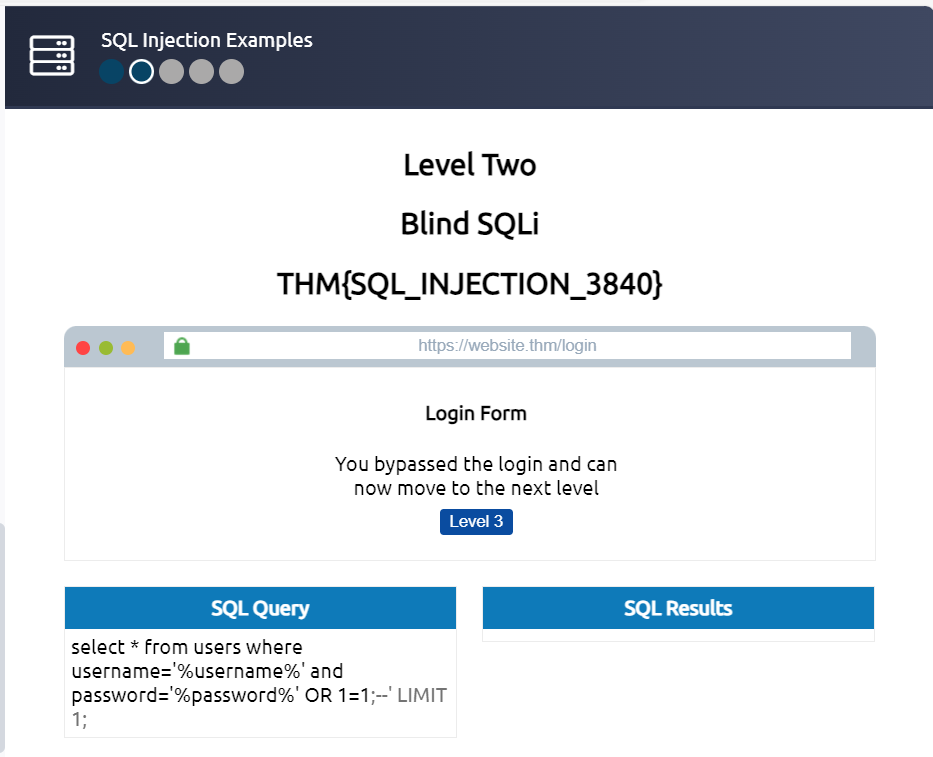 SQL Injection Examples
Level Two
Blind SQLi
THM{SQL_INJECTION_3840}
https://website.thm/login
Login Form
You bypassed the login and can
now move to the next level
Level 3
SQL Query
select * from users where
username='%username%' and
password='%password%' OR 1=1;--' LIMIT
1;
SQL Results